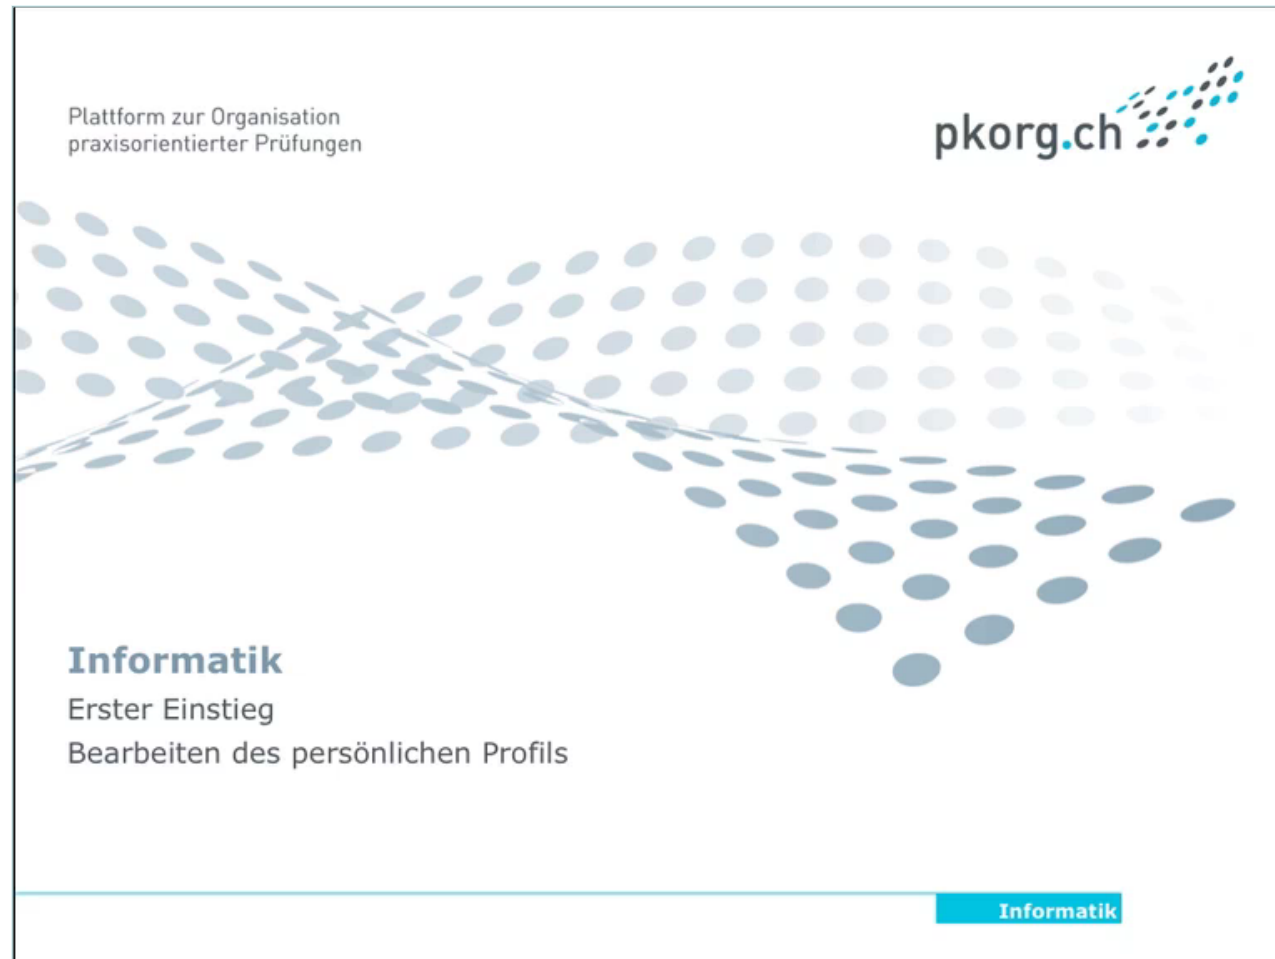 Plattform zur Organisation
praxisorientierter Prüfungen
pkorg.ch
Informatik
Erster Einstieg
Bearbeiten des persönlichen Profils
Informatik